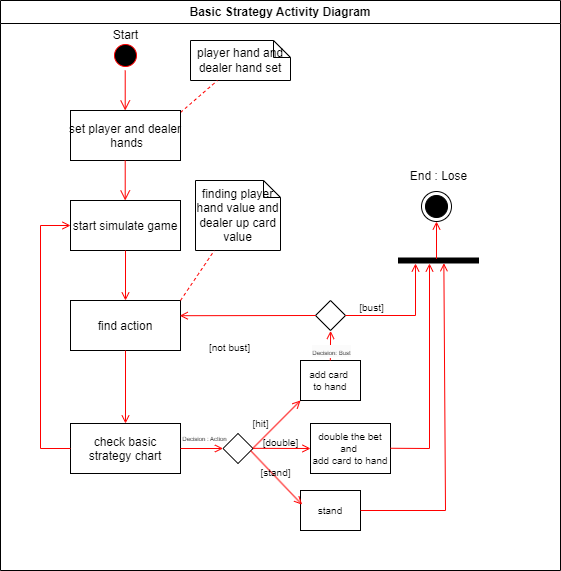 Basic Strategy Activity Diagram
Start
player hand and
dealer hand set
set player and dealer
hands
finding player
hand value and
dealer up card
value
End : Lose
start simulate game
find action
[bust]
[not bust]
Decision: Bust
add card
to hand
[hit]
check basic
strategy chart
Decision : Action
[double]
double the bet
and
add card to hand
[stand]
stand